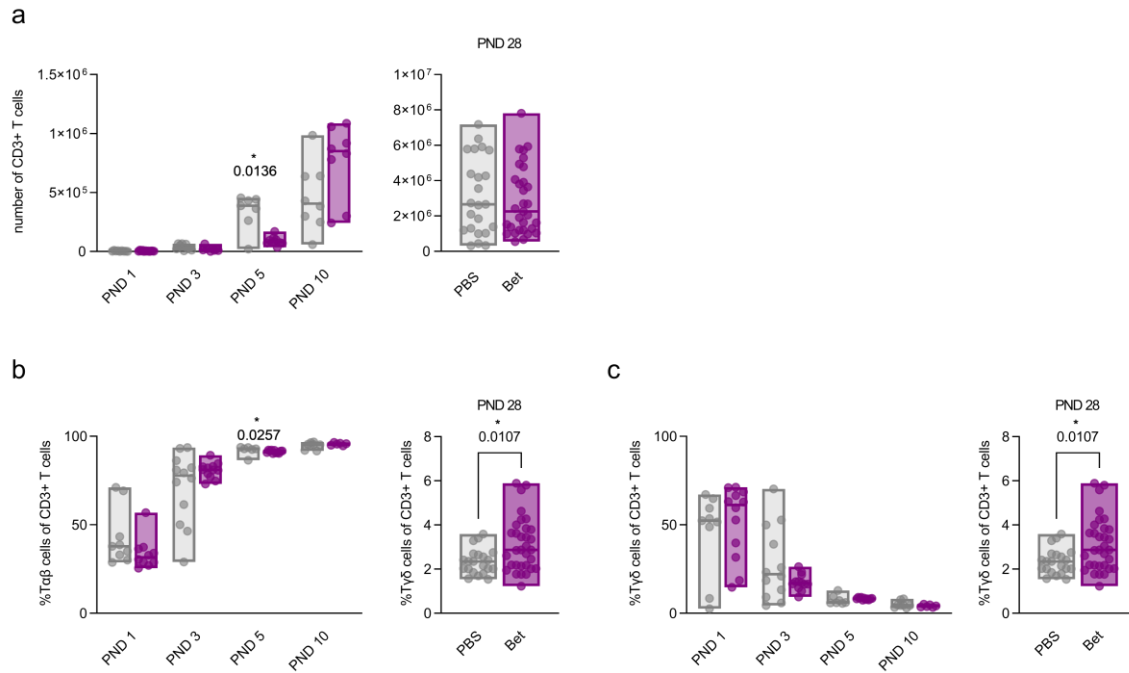 a
PND 28
number of CD3+ T cells
1.5×10⁶
1×10⁶
5×10⁵
0
*
0.0136
PND 1
PND 3
PND 5
PND 10
1×10⁷
8×10⁶
6×10⁶
4×10⁶
2×10⁶
0
PBS
Bet
b
%Tαβ cells of CD3+ T cells
100
50
0
*
0.0257
PND 1
PND 3
PND 5
PND 10
PND 28
*
0.0107
%Tγδ cells of CD3+ T cells
8
6
4
2
0
PBS
Bet
c
%Tγδ cells of CD3+ T cells
100
50
0
PND 1
PND 3
PND 5
PND 10
PND 28
*
0.0107
%Tγδ cells of CD3+ T cells
8
6
4
2
0
PBS
Bet